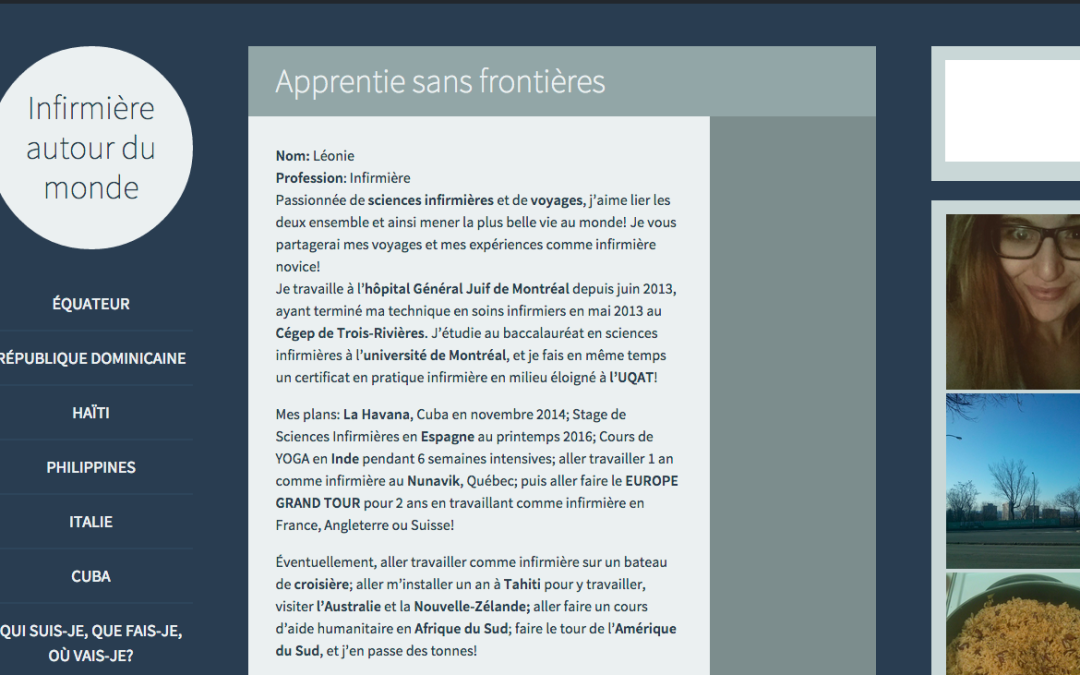 Infirmière
autour du
monde
ÉQUATEUR
RÉPUBLIQUE DOMINICAINE
HAÏTI
PHILIPPINES
ITALIE
CUBA
QUI SUIS-JE, QUE FAIS-JE,
OÙ VAIS-JE?
Apprentie sans frontières
Nom: Léonie
Profession: Infirmière
Passionnée de sciences infirmières et de voyages, j’aime lier les
deux ensemble et ainsi mener la plus belle vie au monde! Je vous
partagerai mes voyages et mes expériences comme infirmière
novice!
Je travaille à l’hôpital Général Juif de Montréal depuis juin 2013,
ayant terminé ma technique en soins infirmiers en mai 2013 au
Cégep de Trois-Rivières. J’étudie au baccalauréat en sciences
infirmières à l’université de Montréal, et je fais en même temps
un certificat en pratique infirmière en milieu éloigné à l’UQAT!
Mes plans: La Havana, Cuba en novembre 2014; Stage de
Sciences Infirmières en Espagne au printemps 2016; Cours de
YOGA en Inde pendant 6 semaines intensives; aller travailler 1 an
comme infirmière au Nunavik, Québec; puis aller faire le EUROPE
GRAND TOUR pour 2 ans en travaillant comme infirmière en
France, Angleterre ou Suisse!
Éventuellement, aller travailler comme infirmière sur un bateau
de croisière; aller m’installer un an à Tahiti pour y travailler,
visiter l’Australie et la Nouvelle-Zélande; aller faire un cours
d’aide humanitaire en Afrique du Sud; faire le tour de l’Amérique
du Sud, et j’en passe des tonnes!